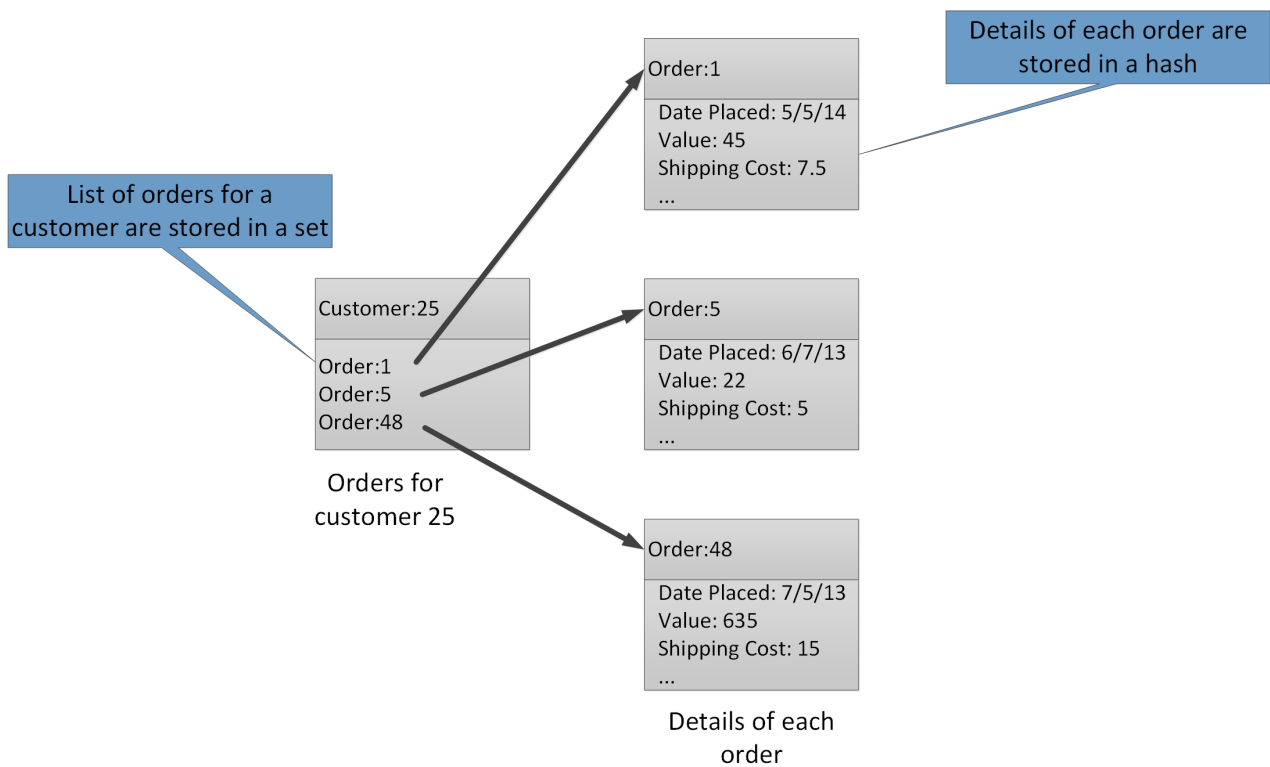 Details of each order are
stored in a hash
List of orders for a
customer are stored in a set
Customer:25
Order:1
Order:5
Order:48
Orders for
customer 25
Order:1
Date Placed: 5/5/14
Value: 45
Shipping Cost: 7.5
...
Order:5
Date Placed: 6/7/13
Value: 22
Shipping Cost: 5
...
Order:48
Date Placed: 7/5/13
Value: 635
Shipping Cost: 15
...
Details of each
order